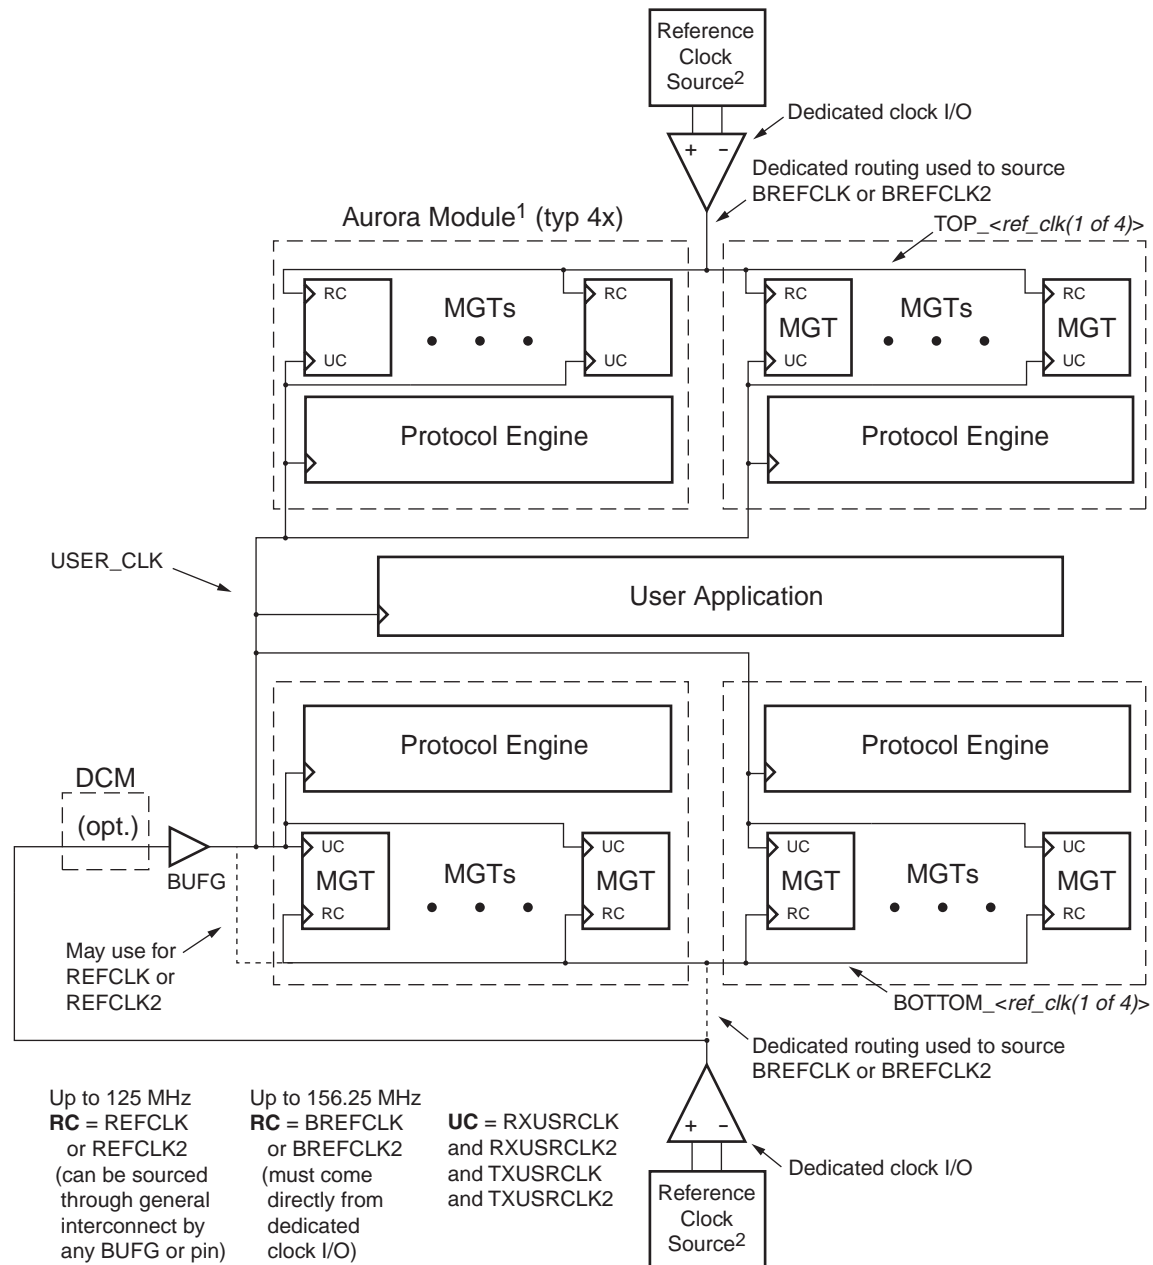 Reference
Clock
Source2
+ −
Dedicated clock I/O
Dedicated routing used to source
BREFCLK or BREFCLK2
Aurora Module1 (typ 4x)
TOP_<ref_clk(1 of 4)>
RC
MGTs
RC
RC
MGTs
RC
MGT
MGT
UC
UC
UC
UC
Protocol Engine
Protocol Engine
USER_CLK
User Application
Protocol Engine
Protocol Engine
DCM
(opt.)
BUFG
UC
UC
UC
UC
MGT
MGTs
MGT
MGT
MGTs
MGT
RC
RC
RC
RC
May use for
REFCLK or
REFCLK2
BOTTOM_<ref_clk(1 of 4)>
Dedicated routing used to source
BREFCLK or BREFCLK2
+ −
Dedicated clock I/O
Reference
Clock
Source2
Up to 125 MHz
RC = REFCLK
or REFCLK2
(can be sourced
through general
interconnect by
any BUFG or pin)
Up to 156.25 MHz
RC = BREFCLK
or BREFCLK2
(must come
directly from
dedicated
clock I/O)
UC = RXUSRCLK
and RXUSRCLK2
and TXUSRCLK
and TXUSRCLK2